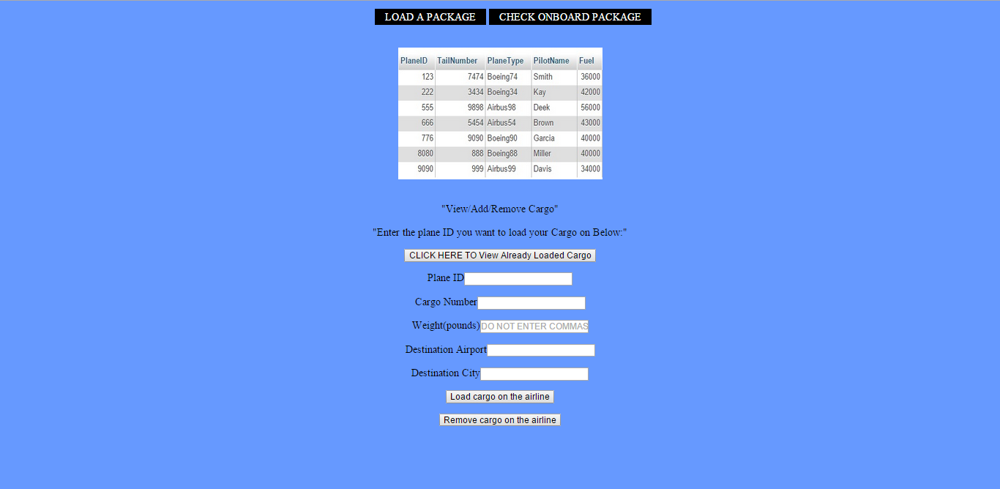 LOAD A PACKAGE CHECK ONBOARD PACKAGE
PlaneID TailNumber PlaneType PilotName Fuel
123 7474 Boeing74 Smith 36000
222 3434 Boeing34 Kay 42000
555 9898 Airbus98 Deek 56000
666 5454 Airbus54 Brown 43000
776 9090 Boeing90 Garcia 40000
8080 888 Boeing88 Miller 40000
9090 999 Airbus99 Davis 34000
"View/Add/Remove Cargo"
"Enter the plane ID you want to load your Cargo on Below:"
CLICK HERE TO View Already Loaded Cargo
Plane ID
Cargo Number
Weight(pounds) DO NOT ENTER COMMAS
Destination Airport
Destination City
Load cargo on the airline
Remove cargo on the airline